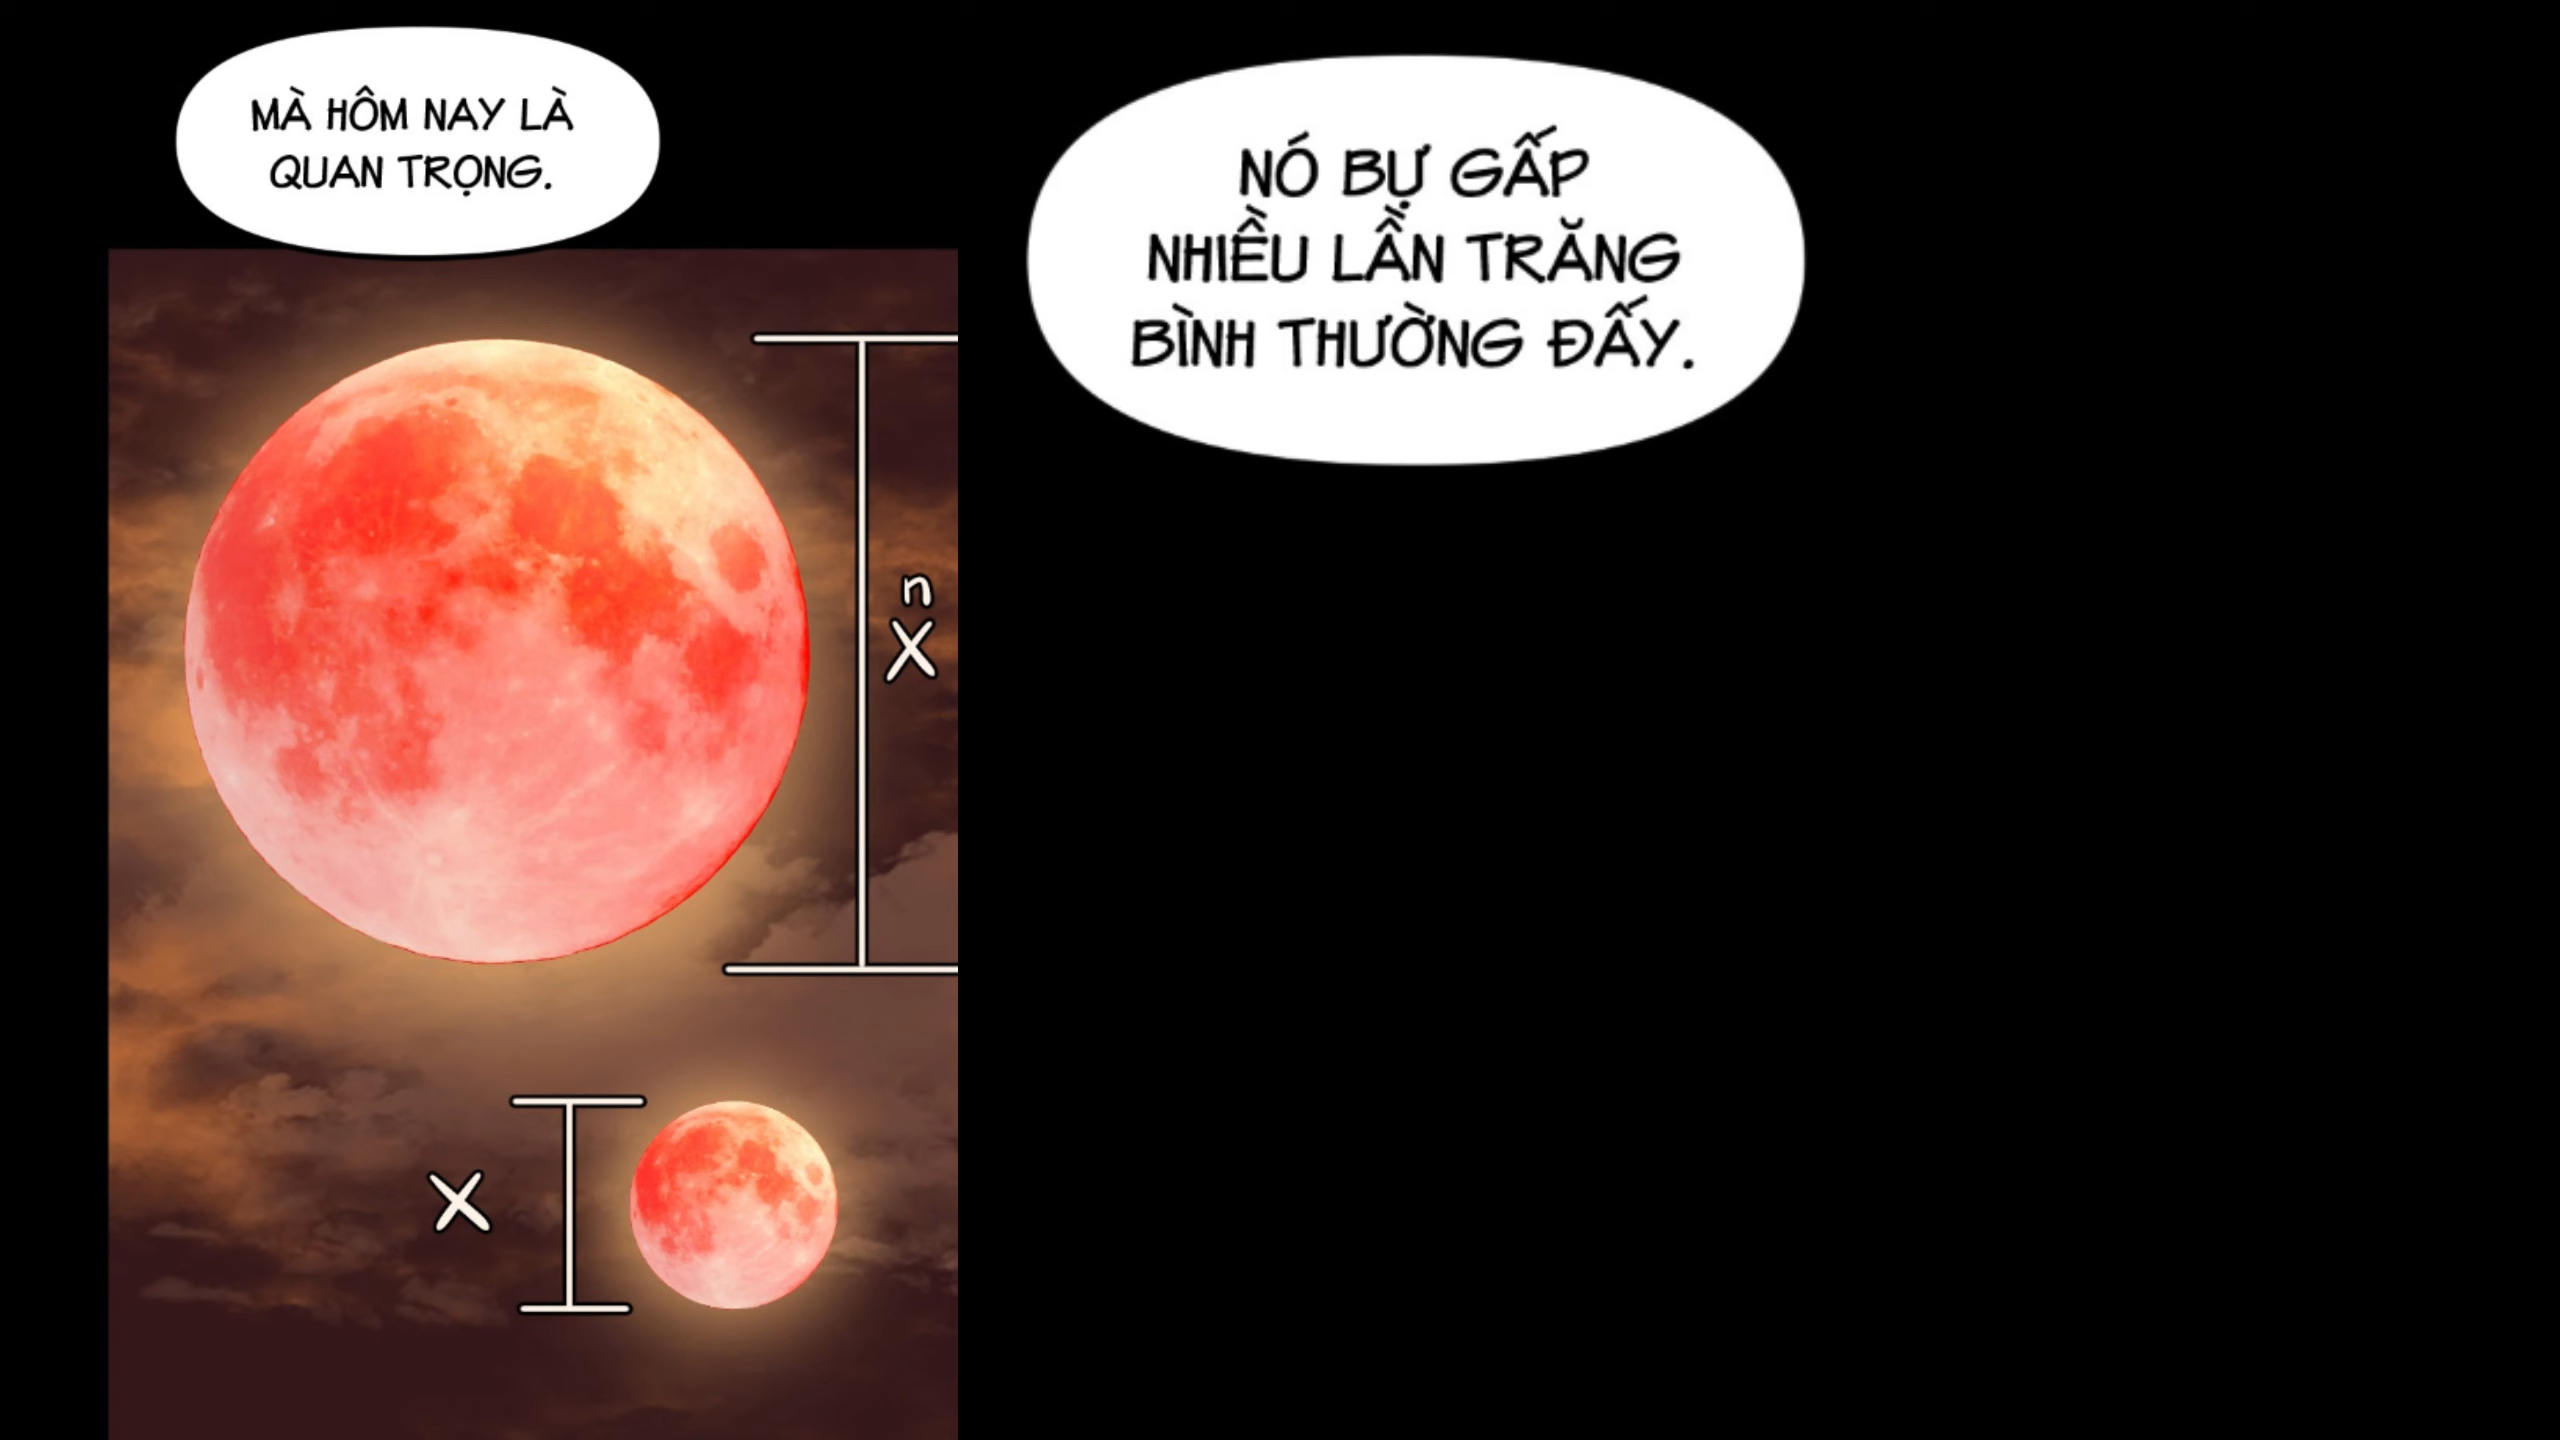 MÀ HÔM NAY LÀ
QUAN TRỌNG.
NÓ BỰ GẤP
NHIỀU LẦN TRĂNG
BÌNH THƯỜNG ĐẤY.
n
X
X